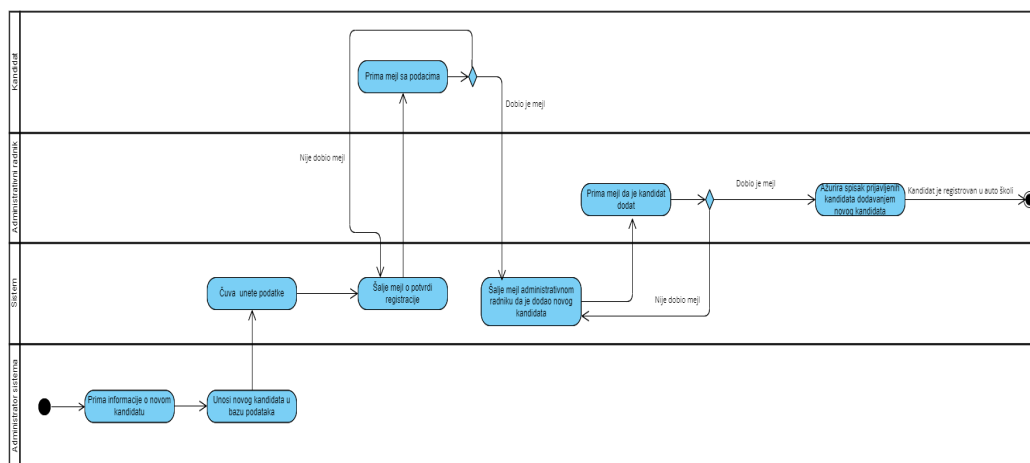 Kandidat
Prima mejl sa podacima
Dobio je mejl
Nije dobio mejl
Administrativni radnik
Prima mejl da je kandidat
dodat
Dobio je mejl
Ažurira spisak prijavljenih
kandidata dodavanjem
novog kandidata
Kandidat je registrovan u auto školi
Nije dobio mejl
Sistem
Čuva unete podatke
Šalje mejl o potvrdi
registracije
Šalje mejl administrativnom
radniku da je dodao novog
kandidata
Administrator sistema
Prima informacije o novom
kandidatu
Unosi novog kandidata u
bazu podataka